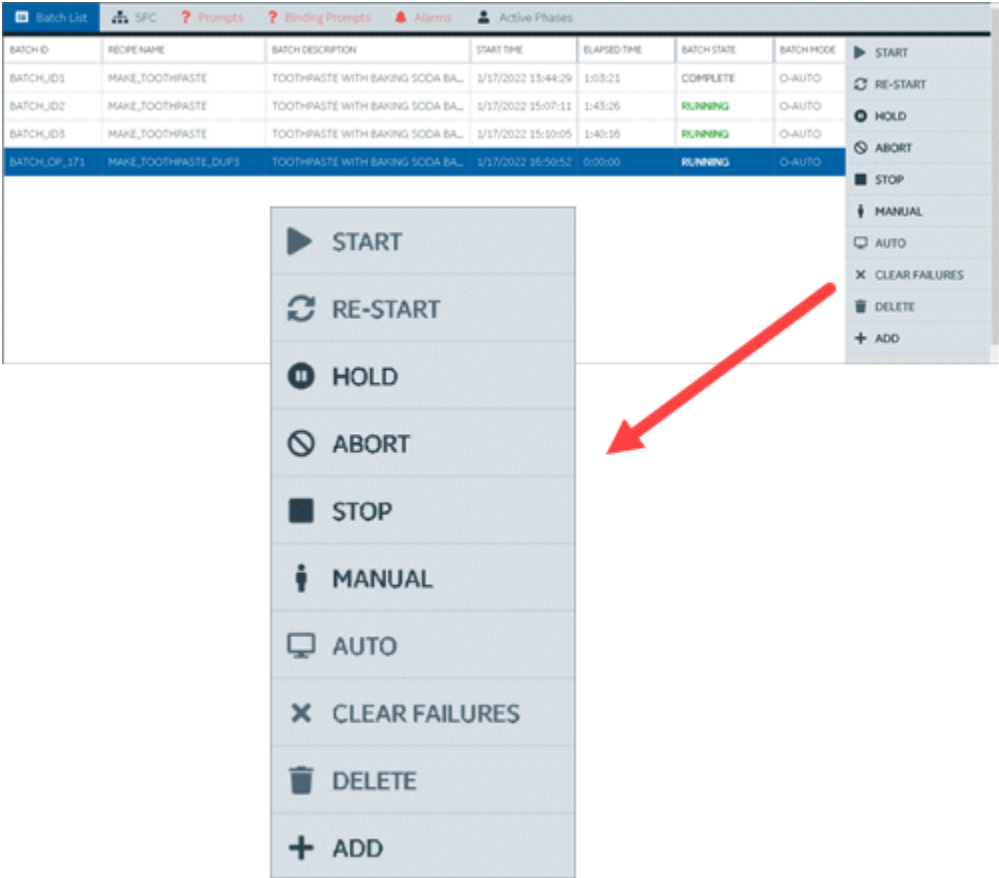 Batch List SFC ? Prompts ? Binding Prompts Alarms Active Phases
BATCH ID RECIPE NAME BATCH DESCRIPTION START TIME ELAPSED TIME BATCH STATE BATCH MODE
BATCH_ID1 MAKE_TOOTHPASTE TOOTHPASTE WITH BAKING SODA BA... 1/17/2022 13:44:29 1:03:21 COMPLETE O-AUTO
BATCH_ID2 MAKE_TOOTHPASTE TOOTHPASTE WITH BAKING SODA BA... 1/17/2022 15:07:11 1:43:26 RUNNING O-AUTO
BATCH_ID3 MAKE_TOOTHPASTE TOOTHPASTE WITH BAKING SODA BA... 1/17/2022 15:10:05 1:40:16 RUNNING O-AUTO
BATCH_OP_171 MAKE_TOOTHPASTE_DUP3 TOOTHPASTE WITH BAKING SODA BA... 1/17/2022 16:50:52 0:00:00 RUNNING O-AUTO
START
RE-START
HOLD
ABORT
STOP
MANUAL
AUTO
CLEAR FAILURES
DELETE
ADD
START
RE-START
HOLD
ABORT
STOP
MANUAL
AUTO
CLEAR FAILURES
DELETE
ADD